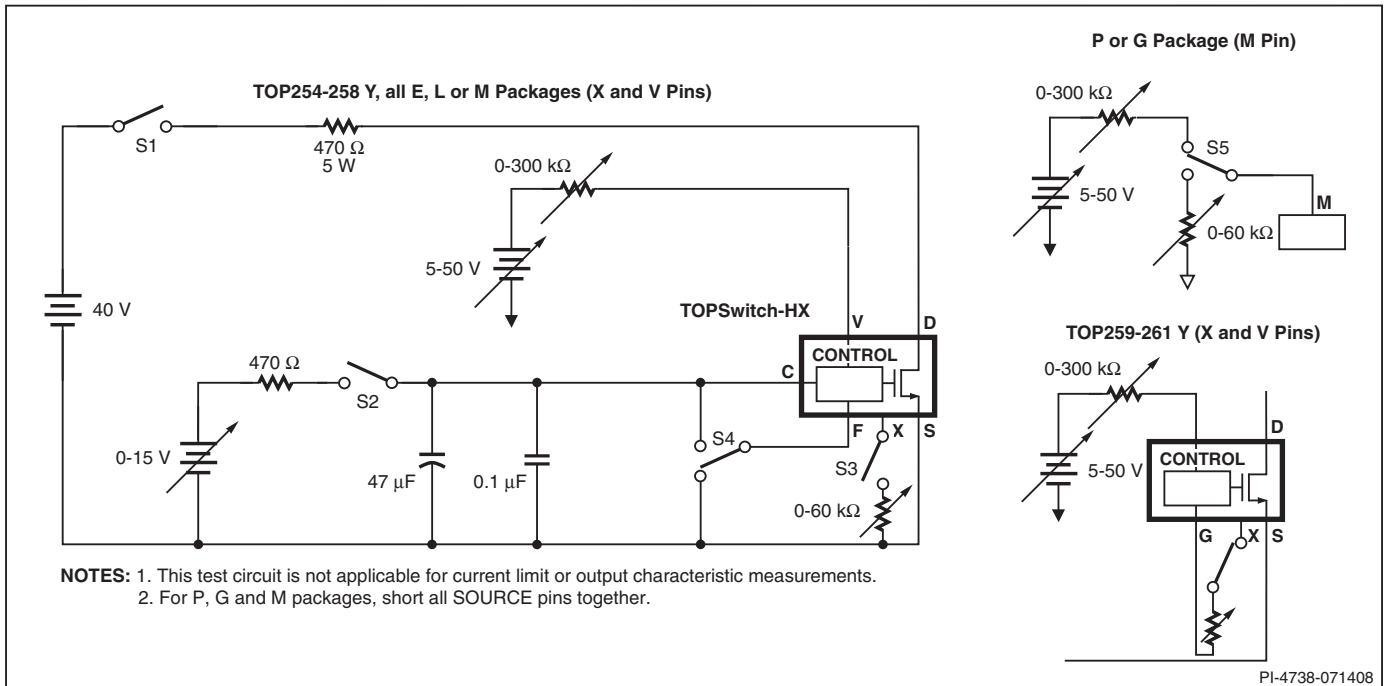 TOP254-258 Y, all E, L or M Packages (X and V Pins)
S1
470 Ω
5 W
0-300 kΩ
5-50 V
40 V
TOPSwitch-HX
V
D
CONTROL
C
470 Ω
S2
0-15 V
47 µF
0.1 µF
S4
F
X
S
S3
0-60 kΩ
NOTES: 1. This test circuit is not applicable for current limit or output characteristic measurements.
2. For P, G and M packages, short all SOURCE pins together.
P or G Package (M Pin)
0-300 kΩ
S5
5-50 V
M
0-60 kΩ
TOP259-261 Y (X and V Pins)
0-300 kΩ
D
5-50 V
CONTROL
G
X
S
PI-4738-071408